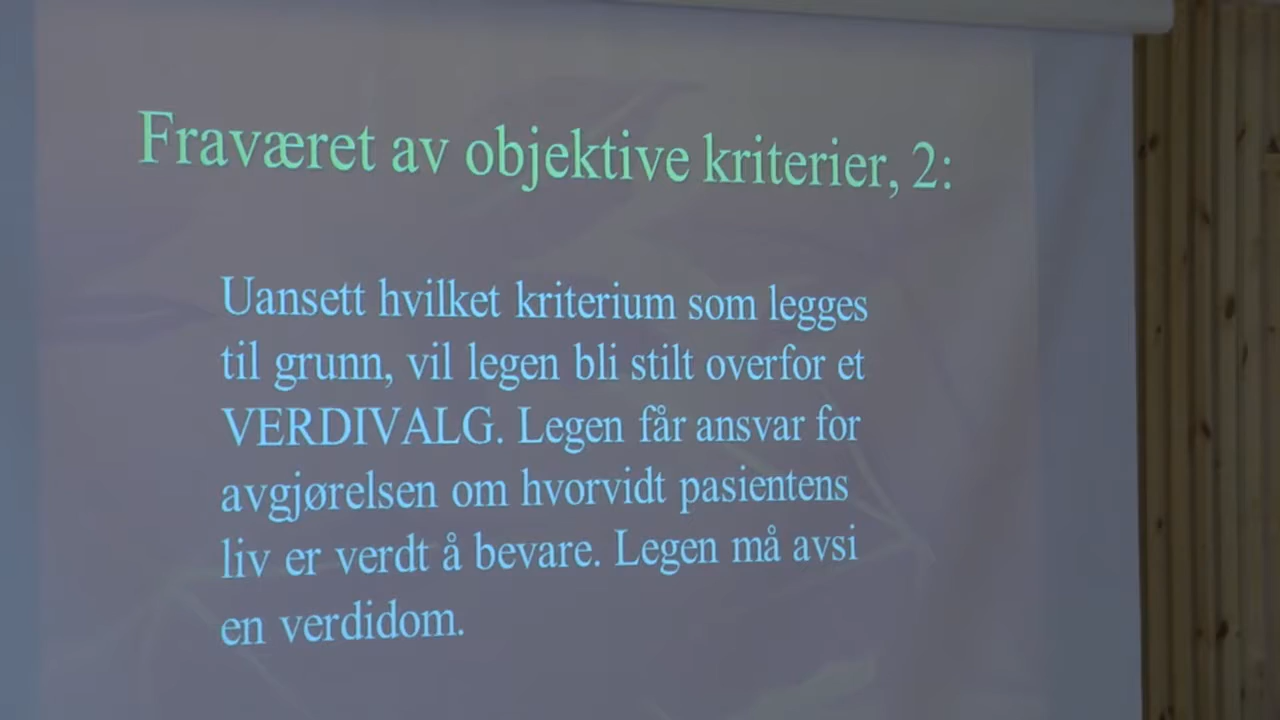 Fraværet av objektive kriterier, 2:
Uansett hvilket kriterium som legges
til grunn, vil legen bli stilt overfor et
VERDIVALG. Legen får ansvar for
avgjørelsen om hvorvidt pasientens
liv er verdt å bevare. Legen må avsi
en verdidom.